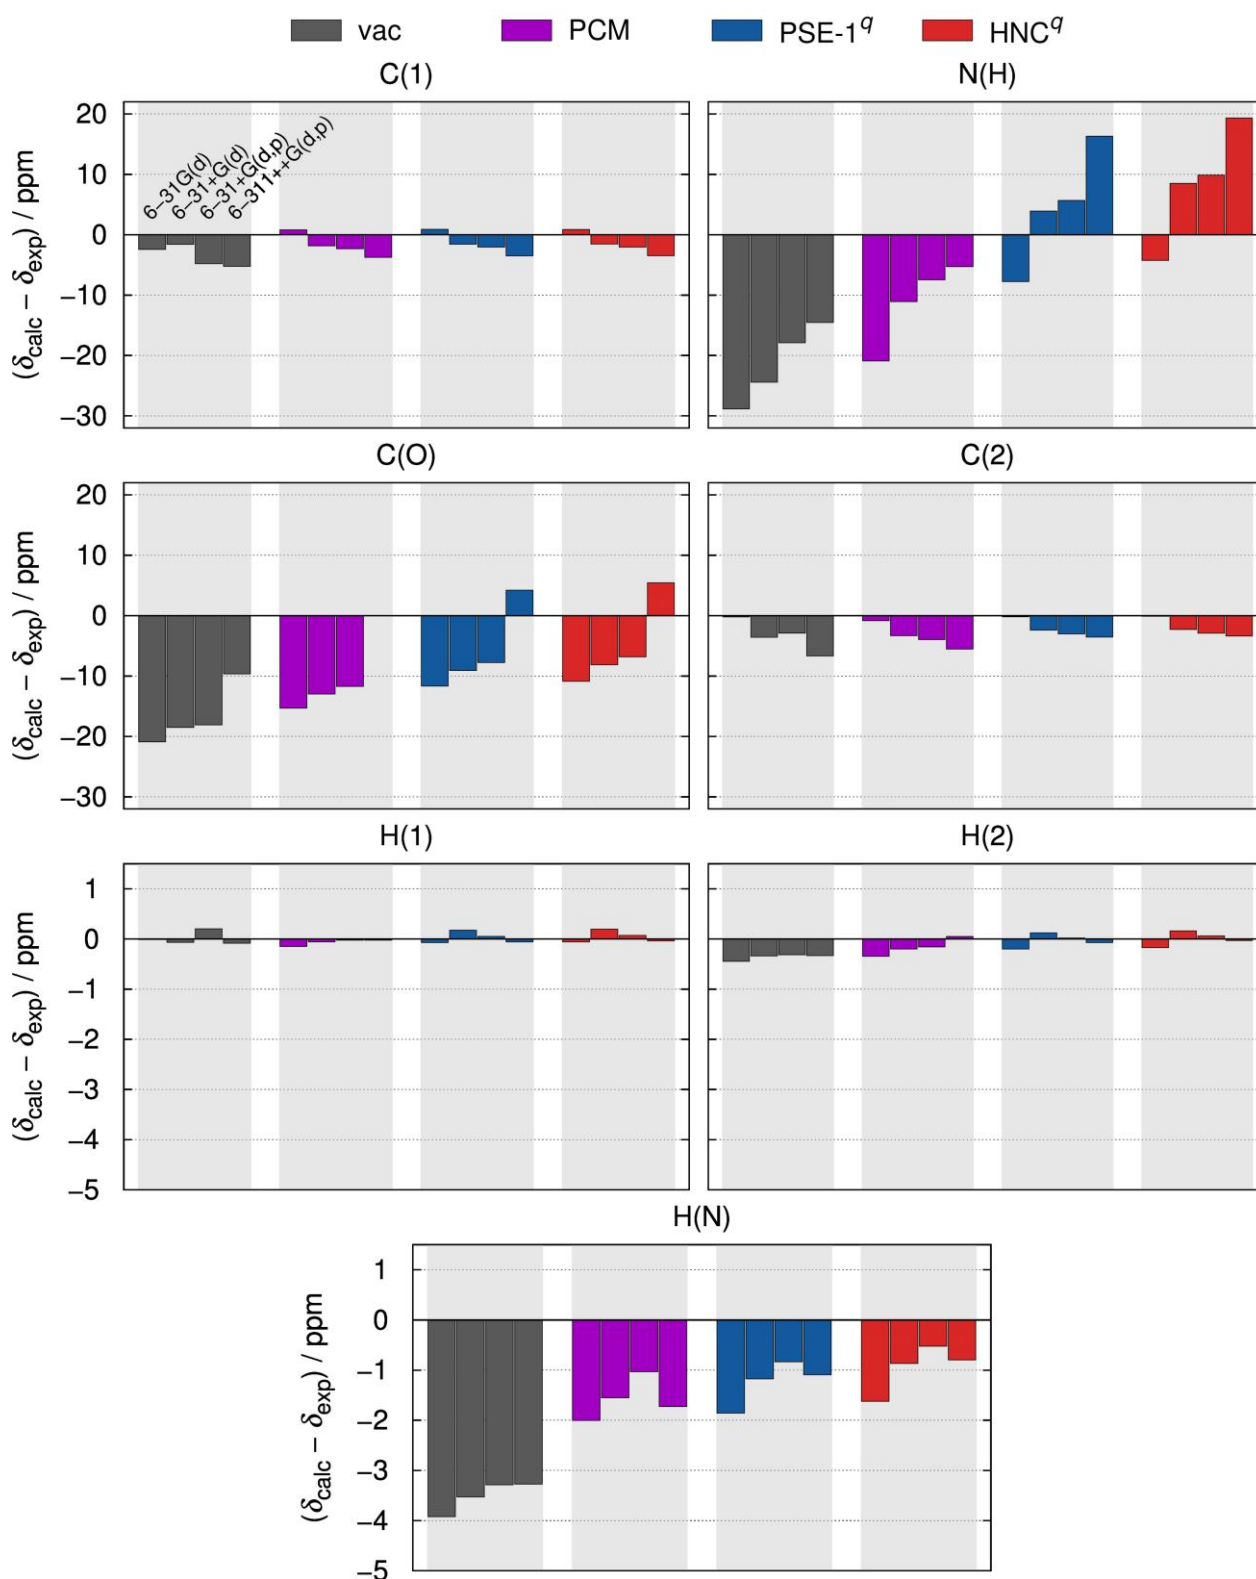 vac PCM PSE-1q HNCq
C(1) N(H)
(δcalc − δexp) / ppm
20
10
0
−10
−20
−30
6−31G(d)
6−31+G(d)
6−31+G(d,p)
6−311++G(d,p)
C(O) C(2)
(δcalc − δexp) / ppm
20
10
0
−10
−20
−30
H(1) H(2)
(δcalc − δexp) / ppm
1
0
−1
−2
−3
−4
−5
H(N)
(δcalc − δexp) / ppm
1
0
−1
−2
−3
−4
−5